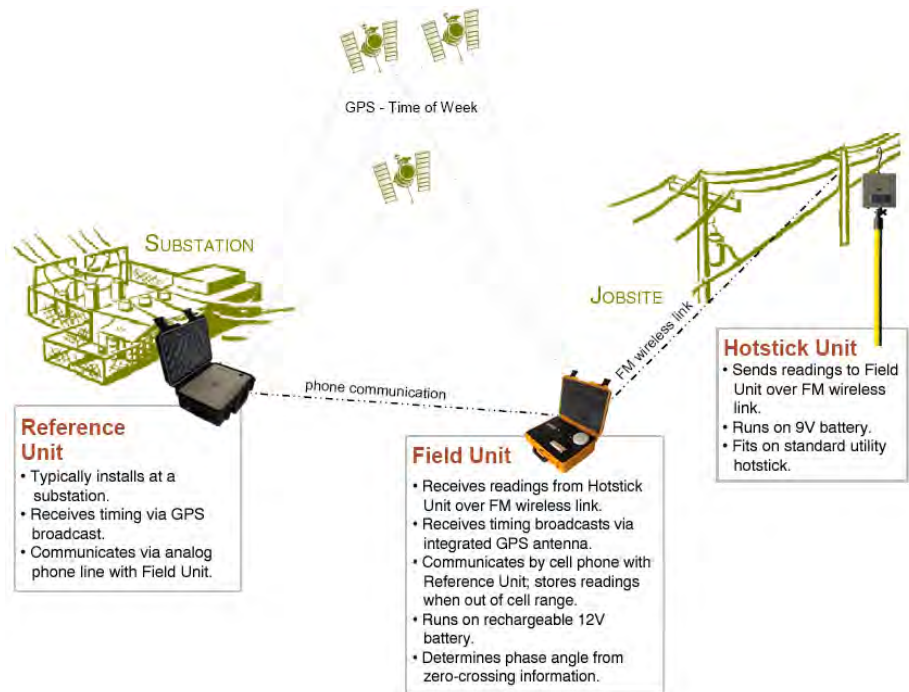 GPS - Time of Week
SUBSTATION
JOBSITE
FM wireless link
phone communication
Hotstick Unit
• Sends readings to Field
Unit over FM wireless
link.
• Runs on 9V battery.
• Fits on standard utility
hotstick.
Reference
Unit
• Typically installs at a
substation.
• Receives timing via GPS
broadcast.
• Communicates via analog
phone line with Field Unit.
Field Unit
• Receives readings from Hotstick
Unit over FM wireless link.
• Receives timing broadcasts via
integrated GPS antenna.
• Communicates by cell phone with
Reference Unit; stores readings
when out of cell range.
• Runs on rechargeable 12V
battery.
• Determines phase angle from
zero-crossing information.